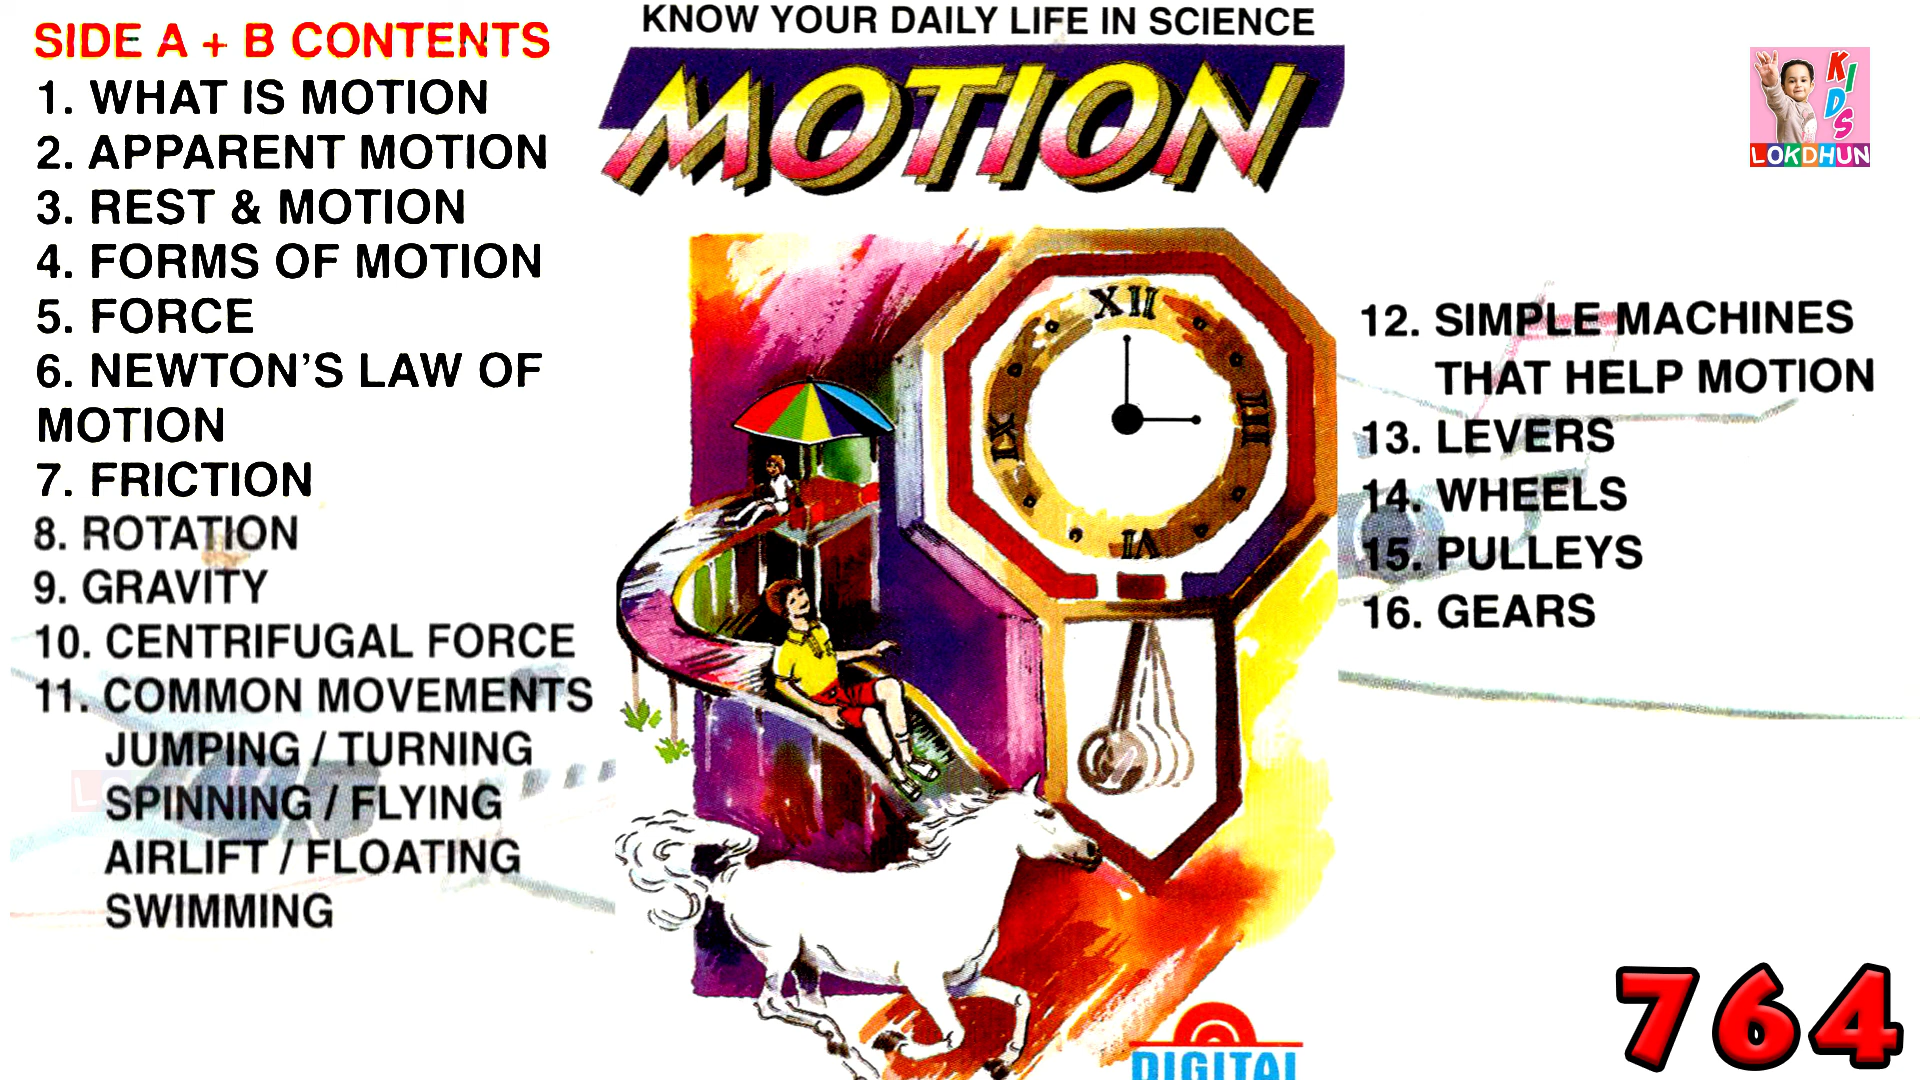 SIDE A + B CONTENTS
1. WHAT IS MOTION
2. APPARENT MOTION
3. REST & MOTION
4. FORMS OF MOTION
5. FORCE
6. NEWTON'S LAW OF
MOTION
7. FRICTION
8. ROTATION
9. GRAVITY
10. CENTRIFUGAL FORCE
11. COMMON MOVEMENTS
JUMPING / TURNING
SPINNING / FLYING
AIRLIFT / FLOATING
SWIMMING
KNOW YOUR DAILY LIFE IN SCIENCE
MOTION
XII
III
VI
IX
DIGITAL
KIDS
LOKDHUN
12. SIMPLE MACHINES
THAT HELP MOTION
13. LEVERS
14. WHEELS
15. PULLEYS
16. GEARS
764